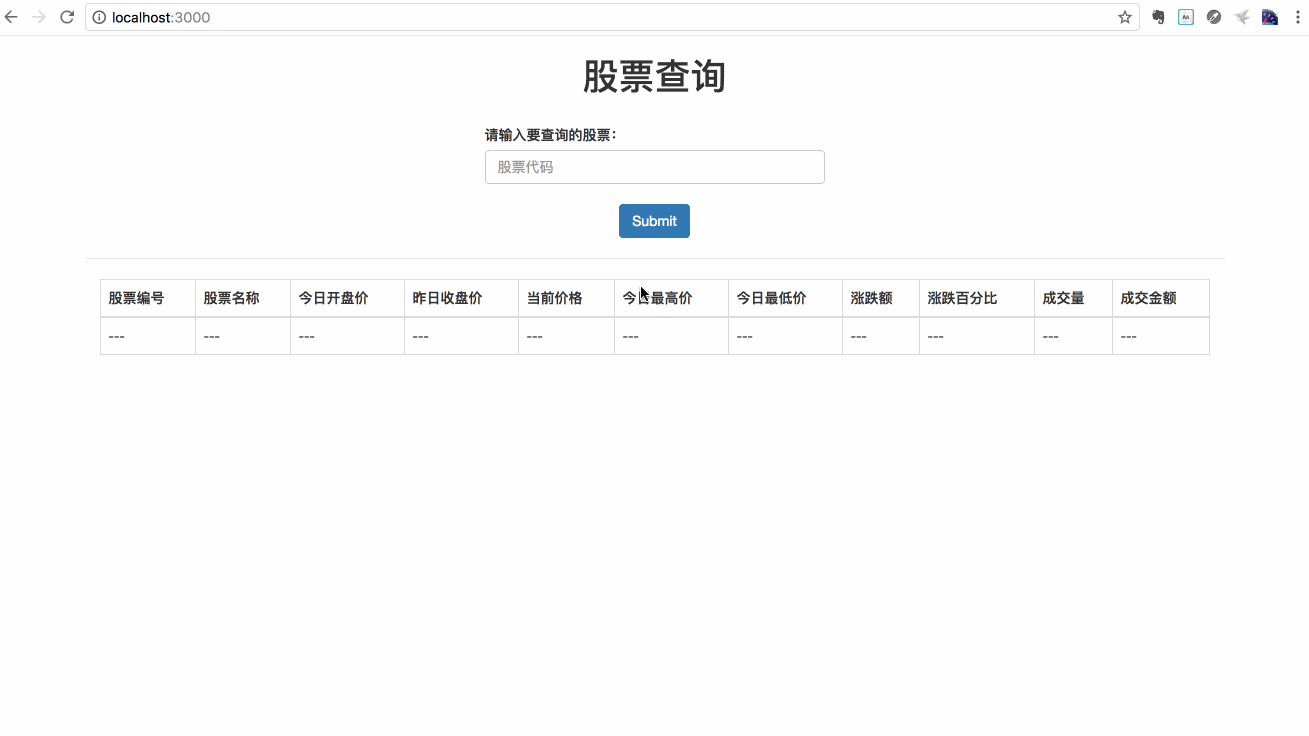 localhost:3000
股票查询
请输入要查询的股票：
股票代码
Submit
股票编号 股票名称 今日开盘价 昨日收盘价 当前价格 今日最高价 今日最低价 涨跌额 涨跌百分比 成交量 成交金额
--- --- --- --- --- --- --- --- --- --- ---